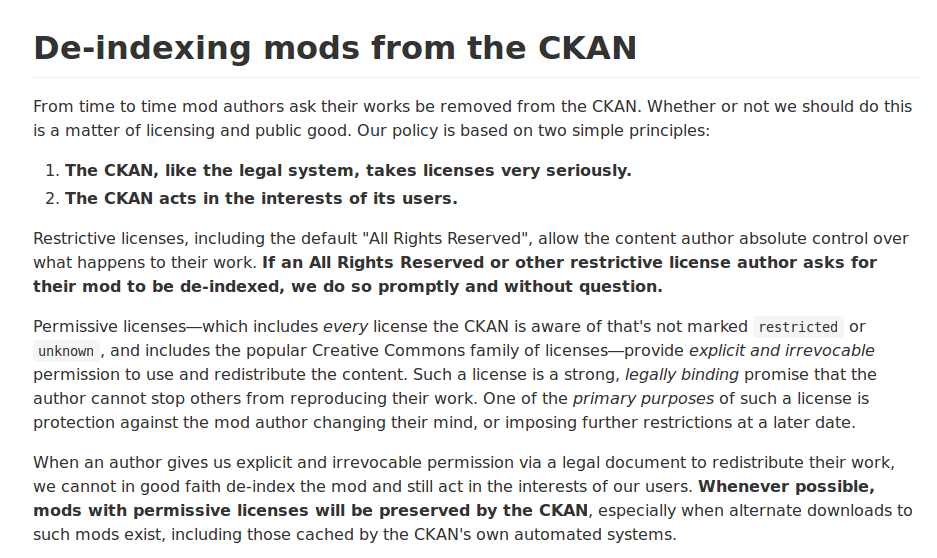 De-indexing mods from the CKAN
From time to time mod authors ask their works be removed from the CKAN. Whether or not we should do this
is a matter of licensing and public good. Our policy is based on two simple principles:
1. The CKAN, like the legal system, takes licenses very seriously.
2. The CKAN acts in the interests of its users.
Restrictive licenses, including the default "All Rights Reserved", allow the content author absolute control over
what happens to their work. If an All Rights Reserved or other restrictive license author asks for
their mod to be de-indexed, we do so promptly and without question.
Permissive licenses—which includes every license the CKAN is aware of that's not marked restricted or
unknown, and includes the popular Creative Commons family of licenses—provide explicit and irrevocable
permission to use and redistribute the content. Such a license is a strong, legally binding promise that the
author cannot stop others from reproducing their work. One of the primary purposes of such a license is
protection against the mod author changing their mind, or imposing further restrictions at a later date.
When an author gives us explicit and irrevocable permission via a legal document to redistribute their work,
we cannot in good faith de-index the mod and still act in the interests of our users. Whenever possible,
mods with permissive licenses will be preserved by the CKAN, especially when alternate downloads to
such mods exist, including those cached by the CKAN's own automated systems.